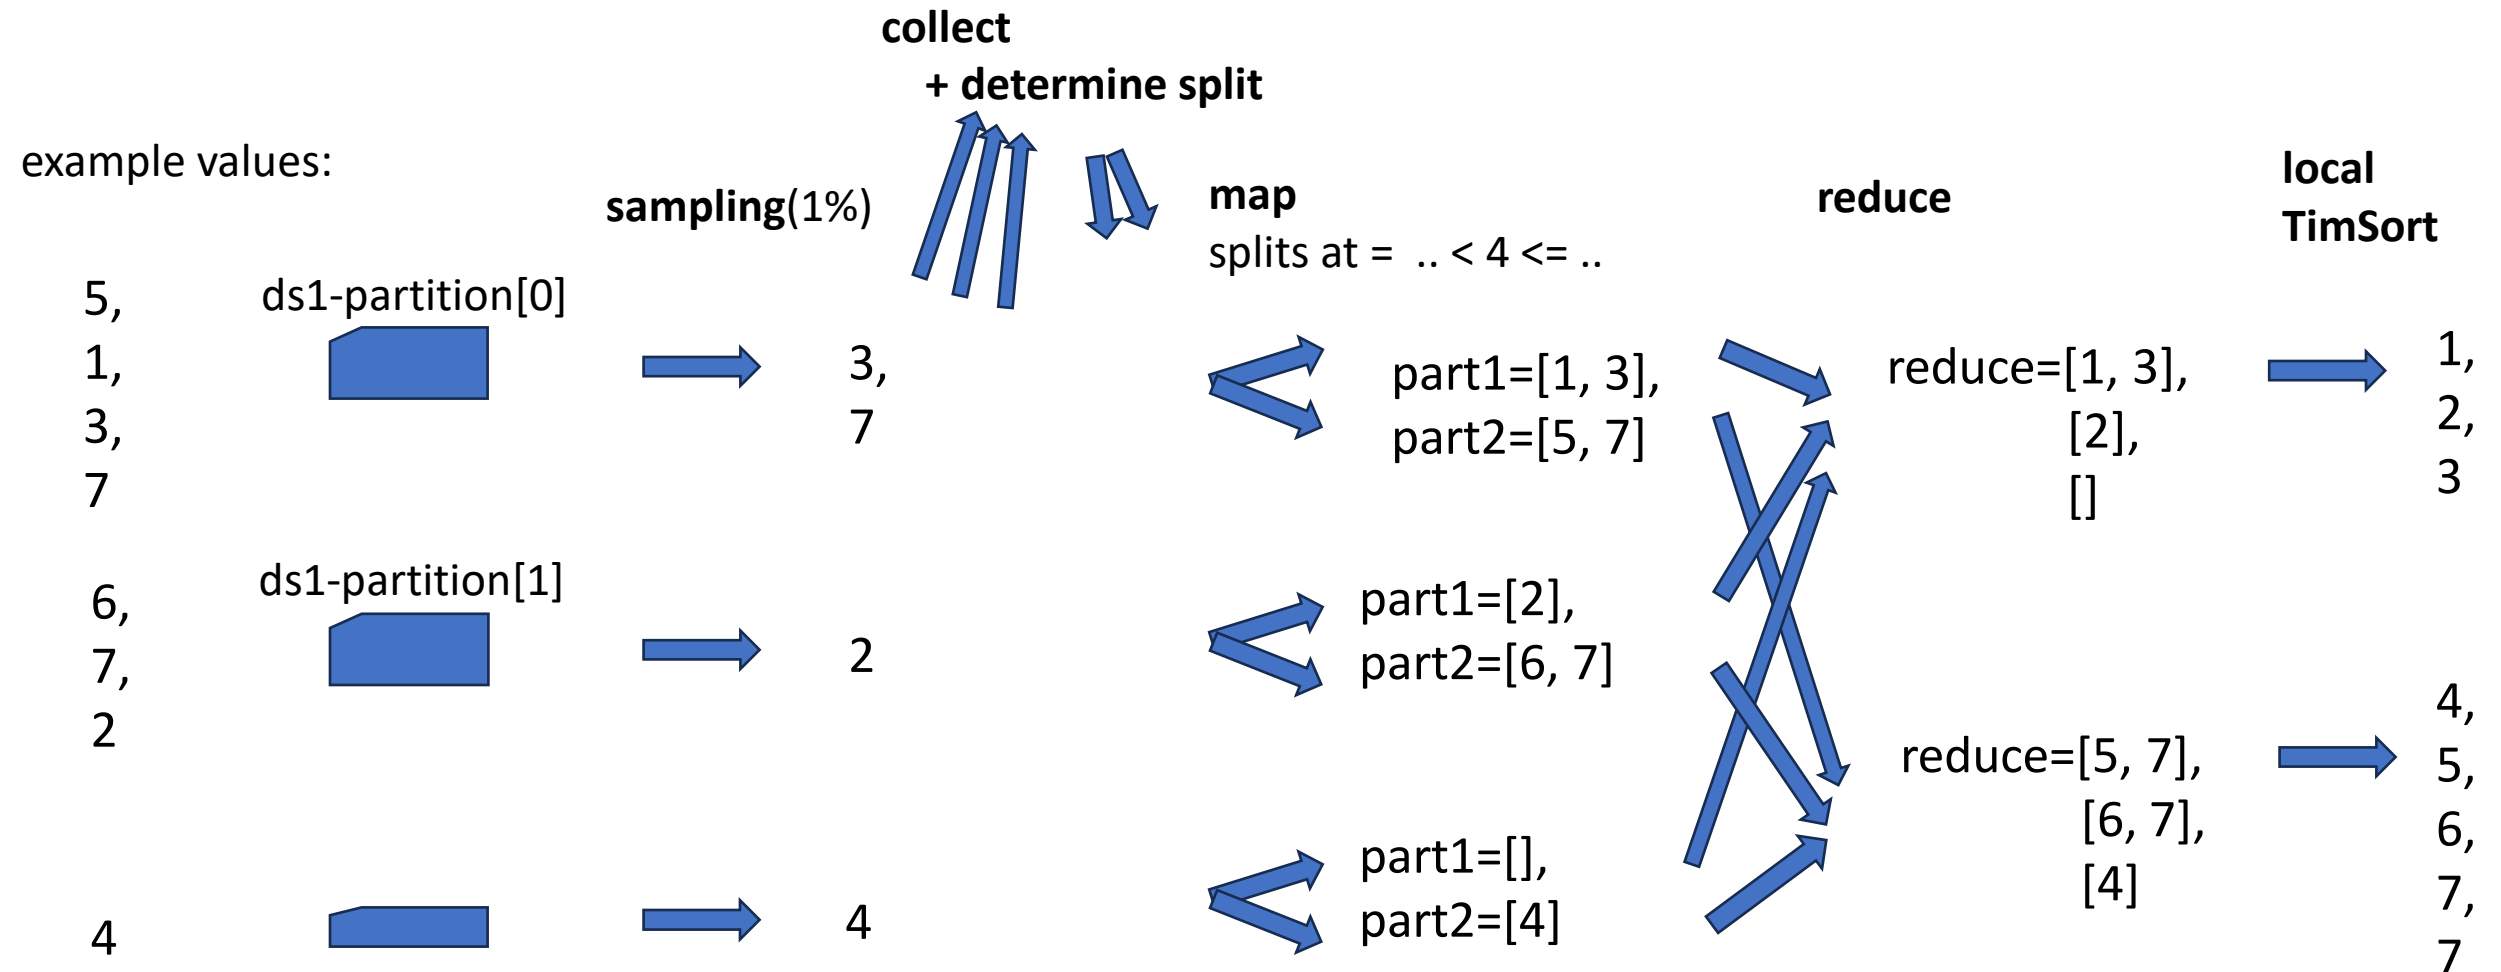 collect
+ determine split
example values:
sampling(1%)
map
splits at = .. < 4 <= ..
reduce
local
TimSort
5,
1,
3,
7
ds1-partition[0]
3,
7
part1=[1, 3],
part2=[5, 7]
reduce=[1, 3],
[2],
[]
1,
2,
3
6,
7,
2
ds1-partition[1]
2
part1=[2],
part2=[6, 7]
4
4
part1=[],
part2=[4]
reduce=[5, 7],
[6, 7],
[4]
4,
5,
6,
7,
7